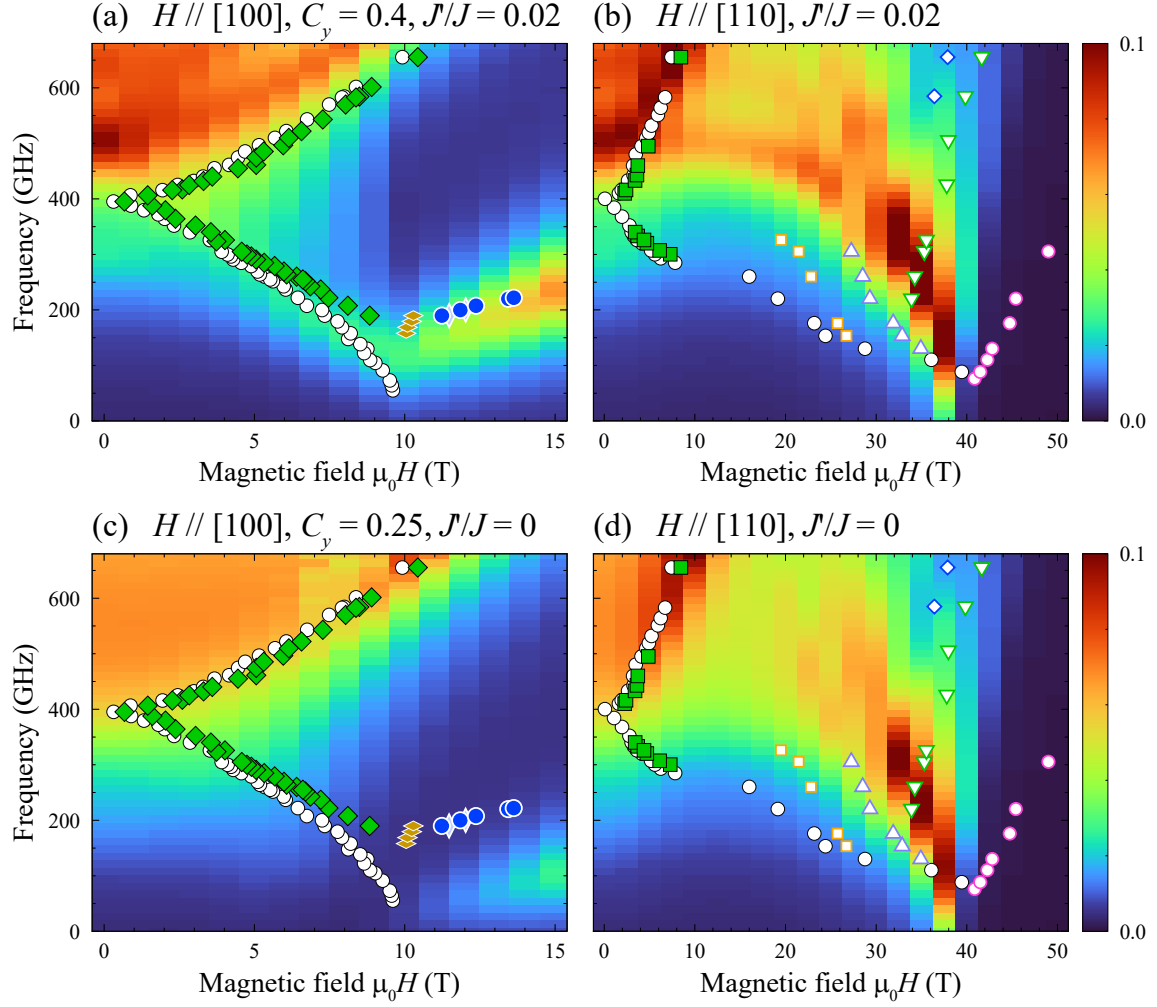 (a) H // [100], C_y = 0.4, J'/J = 0.02
(b) H // [110], J'/J = 0.02
Frequency (GHz)
600
400
200
0
0 5 10 15
Magnetic field μ₀H (T)
0 10 20 30 40 50
Magnetic field μ₀H (T)
0.1
0.0
(c) H // [100], C_y = 0.25, J'/J = 0
(d) H // [110], J'/J = 0
Frequency (GHz)
600
400
200
0
0 5 10 15
Magnetic field μ₀H (T)
0 10 20 30 40 50
Magnetic field μ₀H (T)
0.1
0.0